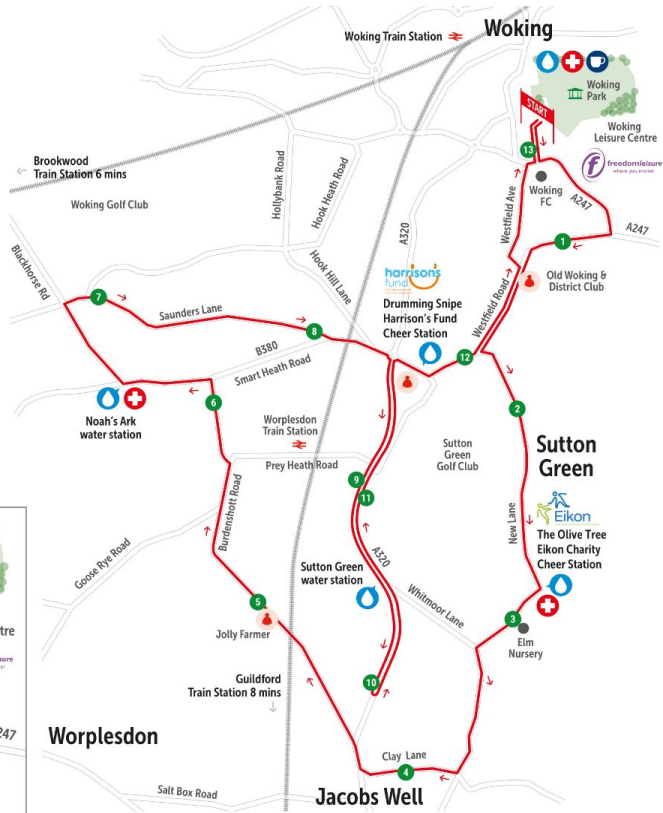 Woking
Woking Train Station
START
Woking
Park
Woking
Leisure Centre
f
freedomleisure
where you matter
13
Brookwood
Train Station 6 mins
Woking Golf Club
Hollybank Road
Hook Heath Road
A320
Westfield Ave
Woking
FC
A247
A247
1
Blackhorse Rd
Hook Hill Lane
harrison's
fund
Old Woking &
District Club
7
Saunders Lane
Drumming Snipe
Harrison's Fund
Cheer Station
Westfield Road
8
B380
Smart Heath Road
12
6
2
Noah's Ark
water station
Worplesdon
Train Station
Prey Heath Road
Sutton
Green
Golf Club
Sutton
Green
9
11
Burdenshott Road
New Lane
Eikon
The Olive Tree
Eikon Charity
Cheer Station
Goose Rye Road
A320
Sutton Green
water station
Whitmoor Lane
5
3
Jolly Farmer
Elm
Nursery
tre
sure
Guildford
Train Station 8 mins
10
247
Worplesdon
Clay Lane
4
Salt Box Road
Jacobs Well